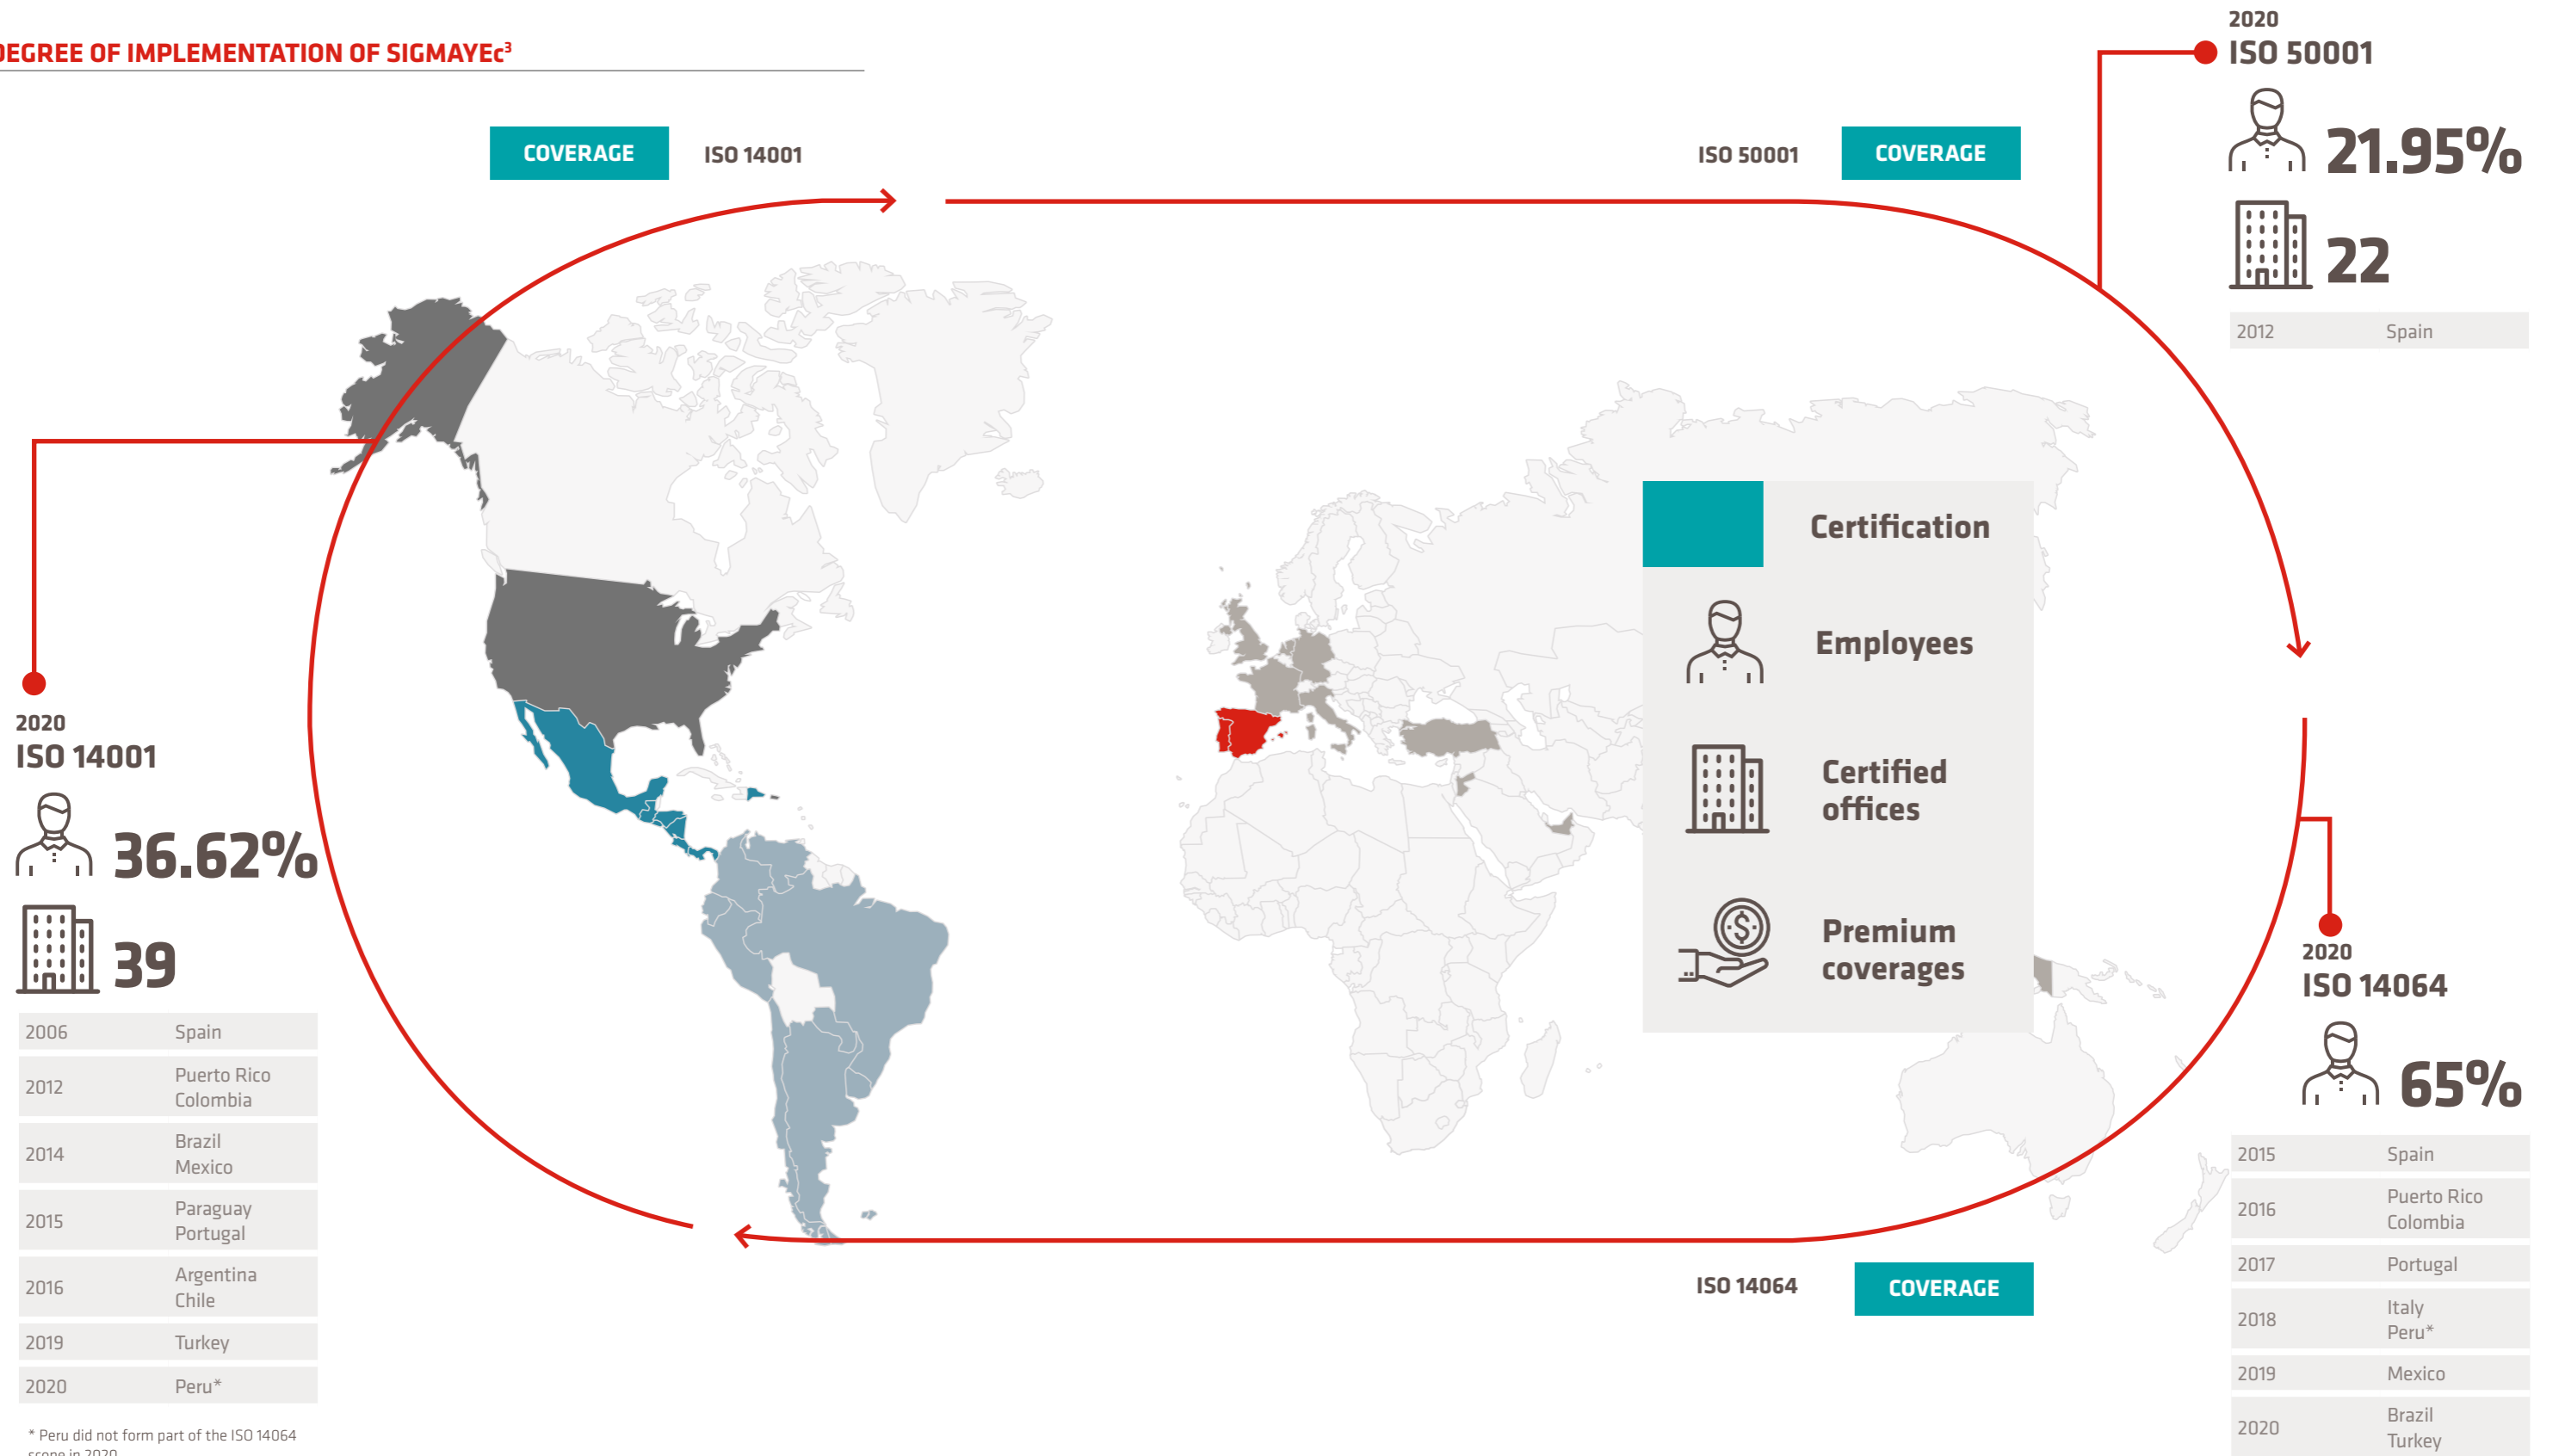 DEGREE OF IMPLEMENTATION OF SIGMAYEc³
COVERAGE
ISO 14001
ISO 50001
COVERAGE
2020
ISO 50001
21.95%
22
2012 Spain
Certification
Employees
Certified
offices
Premium
coverages
2020
ISO 14001
36.62%
39
2006 Spain
2012 Puerto Rico
Colombia
2014 Brazil
Mexico
2015 Paraguay
Portugal
2016 Argentina
Chile
2019 Turkey
2020 Peru*
* Peru did not form part of the ISO 14064
scope in 2020
2020
ISO 14064
65%
2015 Spain
2016 Puerto Rico
Colombia
2017 Portugal
2018 Italy
Peru*
2019 Mexico
2020 Brazil
Turkey
ISO 14064
COVERAGE